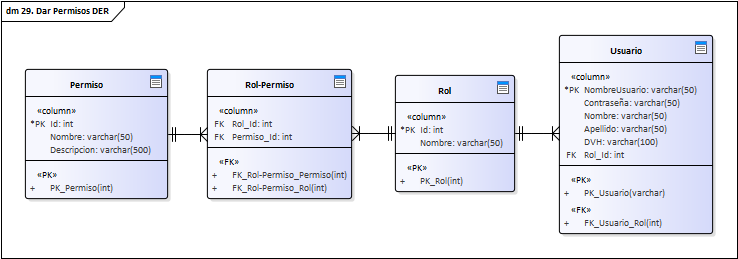 dm 29. Dar Permisos DER
Permiso
«column»
*PK Id: int
Nombre: varchar(50)
Descripcion: varchar(500)
«PK»
+ PK_Permiso(int)
Rol-Permiso
«column»
FK Rol_Id: int
FK Permiso_Id: int
«FK»
+ FK_Rol-Permiso_Permiso(int)
+ FK_Rol-Permiso_Rol(int)
Rol
«column»
*PK Id: int
Nombre: varchar(50)
«PK»
+ PK_Rol(int)
Usuario
«column»
*PK NombreUsuario: varchar(50)
Contraseña: varchar(50)
Nombre: varchar(50)
Apellido: varchar(50)
DVH: varchar(100)
FK Rol_Id: int
«PK»
+ PK_Usuario(varchar)
«FK»
+ FK_Usuario_Rol(int)